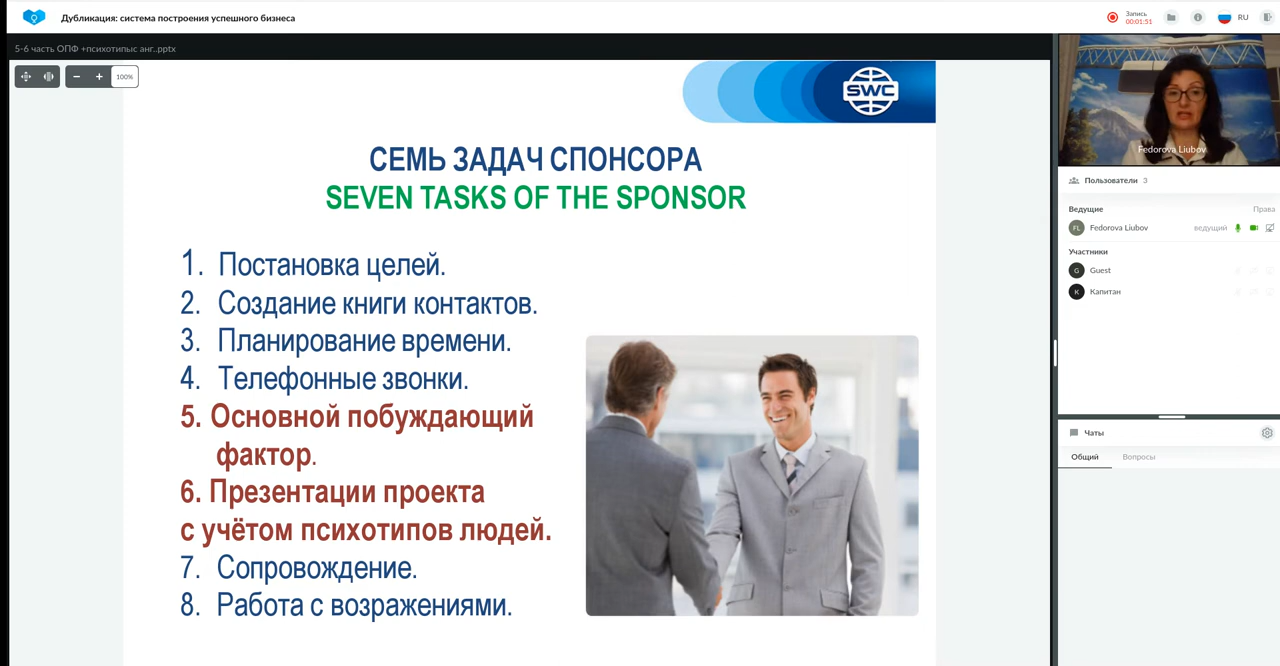 Дубликация: система построения успешного бизнеса
Запись
00:01:51
RU
5-6 часть ОПФ +психотипыс анг..pptx
100%
SWC
СЕМЬ ЗАДАЧ СПОНСОРА
SEVEN TASKS OF THE SPONSOR
1. Постановка целей.
2. Создание книги контактов.
3. Планирование времени.
4. Телефонные звонки.
5. Основной побуждающий
фактор.
6. Презентации проекта
с учётом психотипов людей.
7. Сопровождение.
8. Работа с возражениями.
Fedorova Liubov
Пользователи 3
Ведущие Права
FL Fedorova Liubov ведущий
Участники
G Guest
К Капитан
Чаты
Общий Вопросы